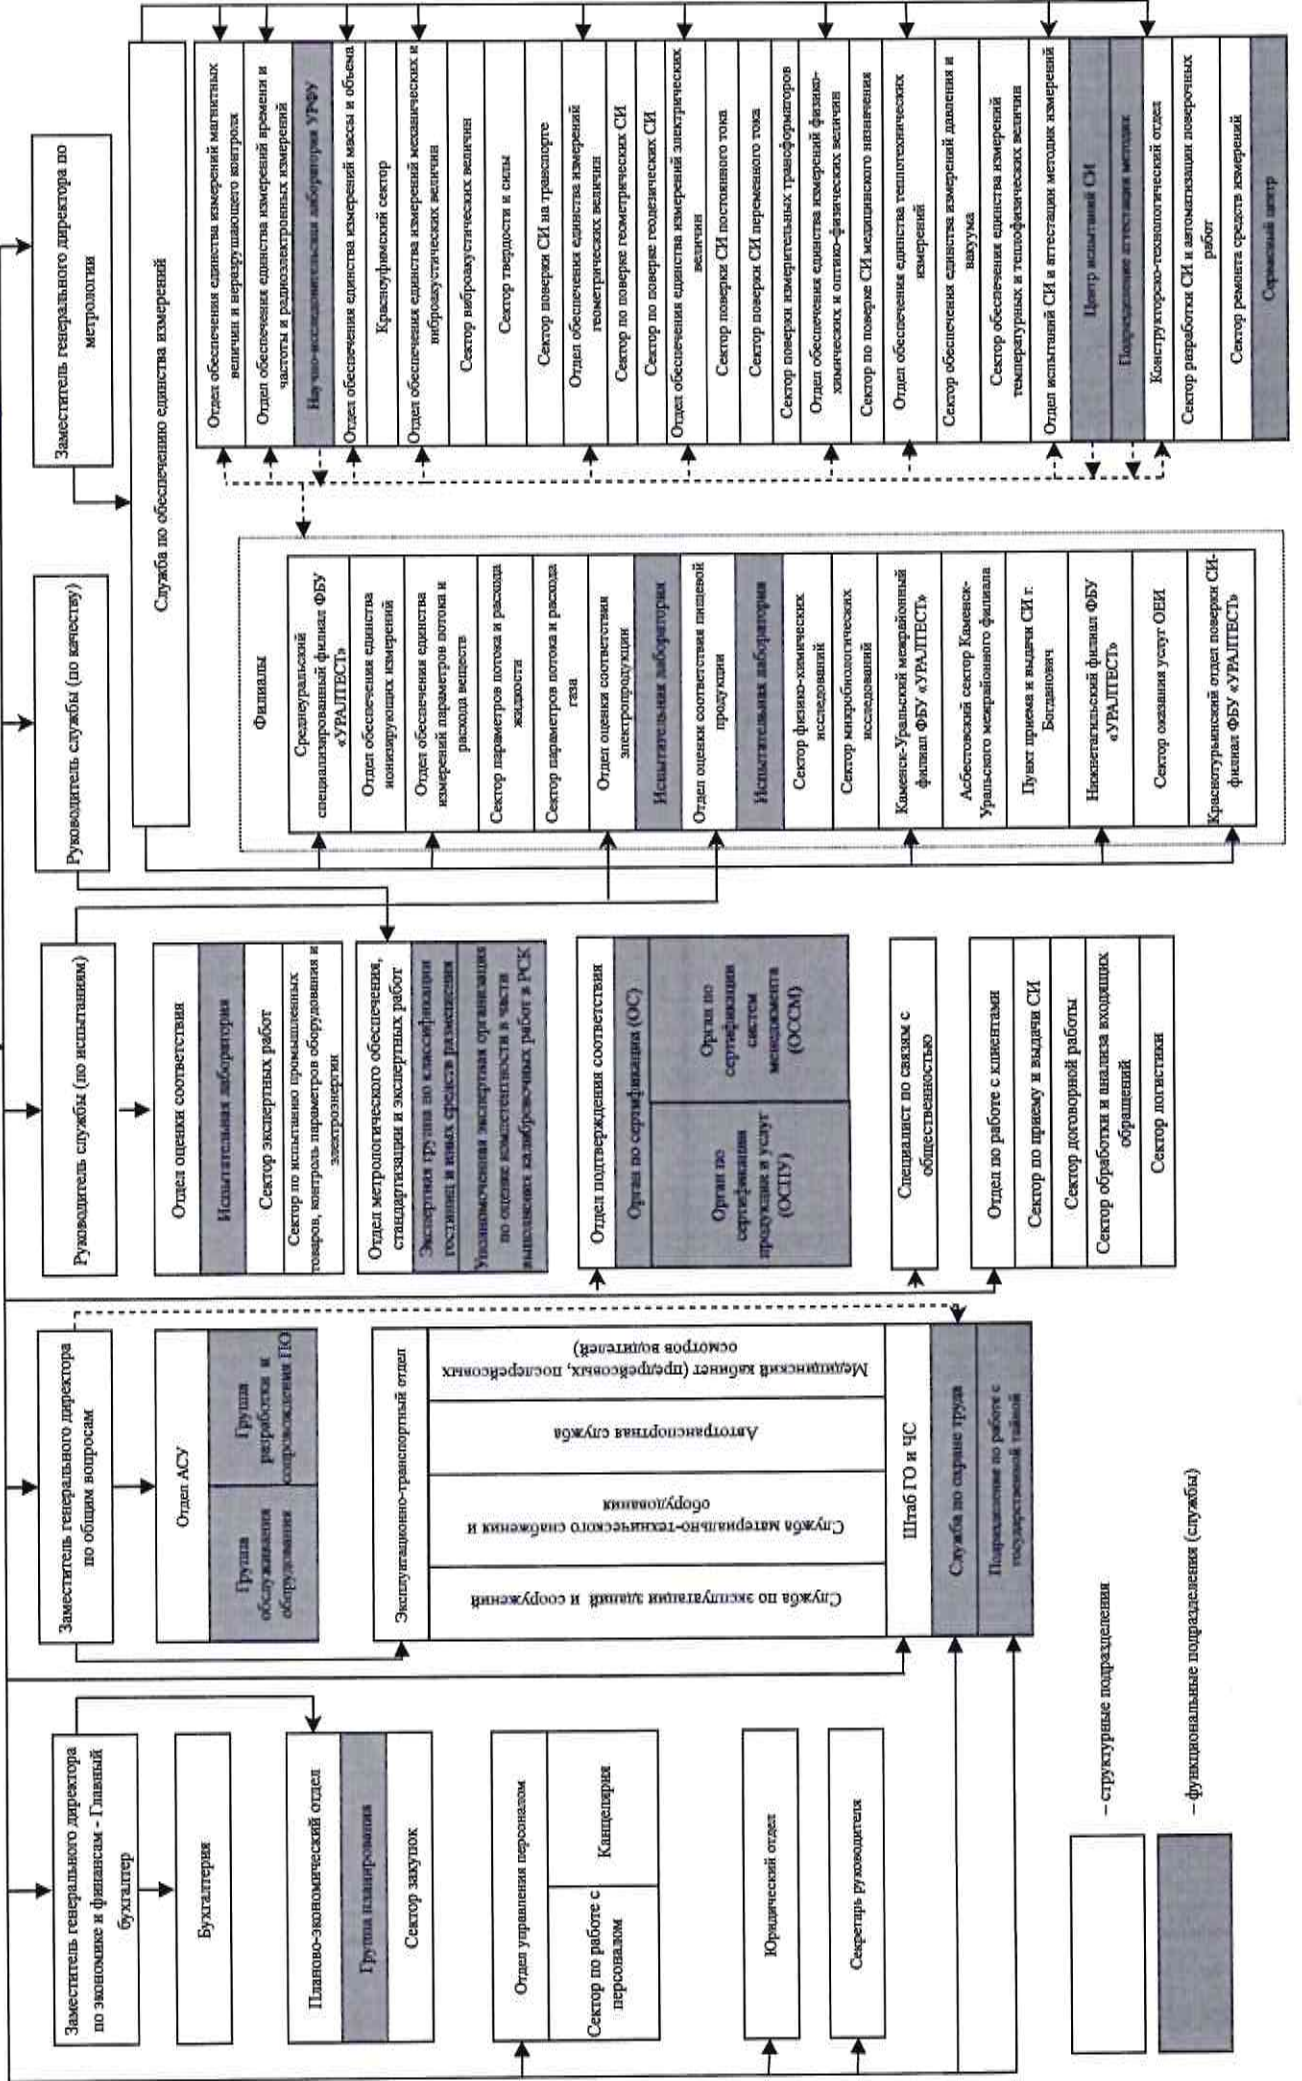 Заместитель генерального директора
по экономике и финансам - Главный
бухгалтер
Бухгалтерия
Планово-экономический отдел
Группа планирования
Сектор закупок
Отдел управления персоналом
Сектор по работе с
персоналом
Канцелярия
Юридический отдел
Секретарь руководителя
Заместитель генерального директора
по общим вопросам
Отдел АСУ
Группа
обслуживания
оборудования
Группа
разработки и
сопровождения ПО
Эксплуатационно-транспортный отдел
Служба по эксплуатации зданий и сооружений
Служба материально-технического снабжения и
оборудования
Автотранспортная служба
Медицинский кабинет (предрейсовых, послерейсовых
осмотров водителей)
Штаб ГО и ЧС
Служба по охране труда
Подразделение по работе с
государственной тайной
Руководитель службы (по испытаниям)
Отдел оценки соответствия
Испытательная лаборатория
Сектор экспертных работ
Сектор по испытанию промышленных
товаров, контроль параметров оборудования и
электроэнергии
Отдел метрологического обеспечения,
стандартизации и экспертных работ
Экспертная группа по классификации
гостиниц и иных средств размещения
Уполномоченная экспертная организация
по оценке компетентности в части
выполнения калибровочных работ в РСК
Отдел подтверждения соответствия
Орган по сертификации (ОС)
Орган по
сертификации
продукции и услуг
(ОСПУ)
Орган по
сертификации
систем
менеджмента
(ОССМ)
Специалист по связям с
общественностью
Отдел по работе с клиентами
Сектор по приему и выдачи СИ
Сектор договорной работы
Сектор обработки и анализа входящих
обращений
Сектор логистики
Руководитель службы (по качеству)
Заместитель генерального директора по
метрологии
Служба по обеспечению единства измерений
Филиалы
Среднеуральский
специализированный филиал ФБУ
«УРАЛТЕСТ»
Отдел обеспечения единства
ионизирующих измерений
Отдел обеспечения единства
измерений параметров потока и
расхода веществ
Сектор параметров потока и расхода
жидкости
Сектор параметров потока и расхода
газа
Отдел оценки соответствия
электропродукции
Испытательная лаборатория
Отдел оценки соответствия пищевой
продукции
Испытательная лаборатория
Сектор физико-химических
исследований
Сектор микробиологических
исследований
Каменск-Уральский межрайонный
филиал ФБУ «УРАЛТЕСТ»
Асбестовский сектор Каменск-
Уральского межрайонного филиала
Пункт приема и выдачи СИ г.
Богданович
Нижнетагильский филиал ФБУ
«УРАЛТЕСТ»
Сектор оказания услуг ОЕИ
Краснотурьинский отдел поверки СИ-
филиал ФБУ «УРАЛТЕСТ»
Отдел обеспечения единства измерений магнитных
величин и неразрушающего контроля
Отдел обеспечения единства измерений времени и
частоты и радиоэлектронных измерений
Научно-исследовательская лаборатория УРФУ
Отдел обеспечения единства измерений массы и объема
Красноуфимский сектор
Отдел обеспечения единства измерений механических и
виброакустических величин
Сектор виброакустических величин
Сектор твердости и силы
Сектор поверки СИ на транспорте
Отдел обеспечения единства измерений
геометрических величин
Сектор по поверке геометрических СИ
Сектор по поверке геодезических СИ
Отдел обеспечения единства измерений электрических
величин
Сектор поверки СИ постоянного тока
Сектор поверки СИ переменного тока
Сектор поверки измерительных трансформаторов
Отдел обеспечения единства измерений физико-
химических и оптико-физических величин
Сектор по поверке СИ медицинского назначения
Отдел обеспечения единства теплотехнических
измерений
Сектор обеспечения единства измерений давления и
вакуума
Сектор обеспечения единства измерений
температурных и теплофизических величин
Отдел испытаний СИ и аттестации методик измерений
Центр испытаний СИ
Подразделение аттестации методик
Конструкторско-технологический отдел
Сектор разработки СИ и автоматизации поверочных
работ
Сектор ремонта средств измерений
Сервисный центр
– структурные подразделения
– функциональные подразделения (службы)